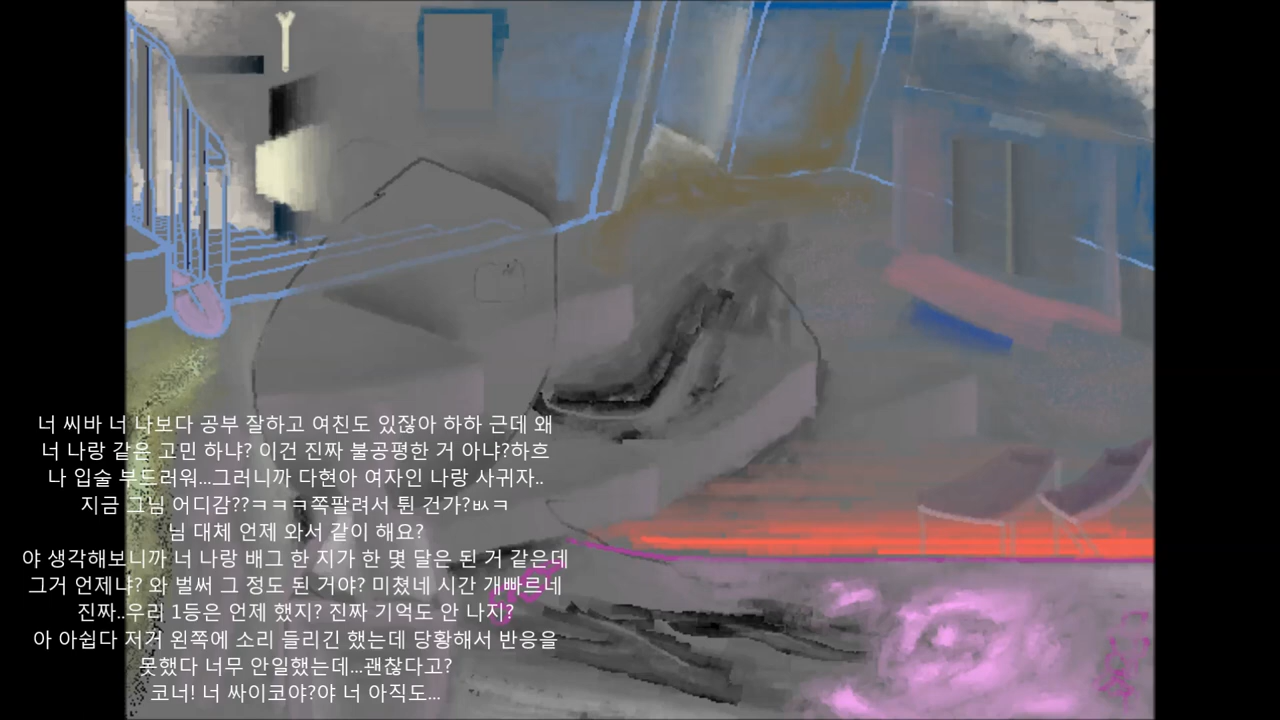 너 씨바 너 나보다 공부 잘하고 여친도 있잖아 하하 근데 왜
너 나랑 같은 고민 하냐? 이건 진짜 불공평한 거 아냐?하흐
나 입술 부드러워...그러니까 다현아 여자인 나랑 사귀자..
지금 그님 어디감??ㅋㅋㅋ쪽팔려서 튄 건가?ㅄㅋ
님 대체 언제 와서 같이 해요?
야 생각해보니까 너 나랑 배그 한 지가 한 몇 달은 된 거 같은데
그거 언제냐? 와 벌써 그 정도 된 거야? 미쳤네 시간 개빠르네
진짜..우리 1등은 언제 했지? 진짜 기억도 안 나지?
아 아쉽다 저거 왼쪽에 소리 들리긴 했는데 당황해서 반응을
못했다 너무 안일했는데...괜찮다고?
코너! 너 싸이코야?야 너 아직도...